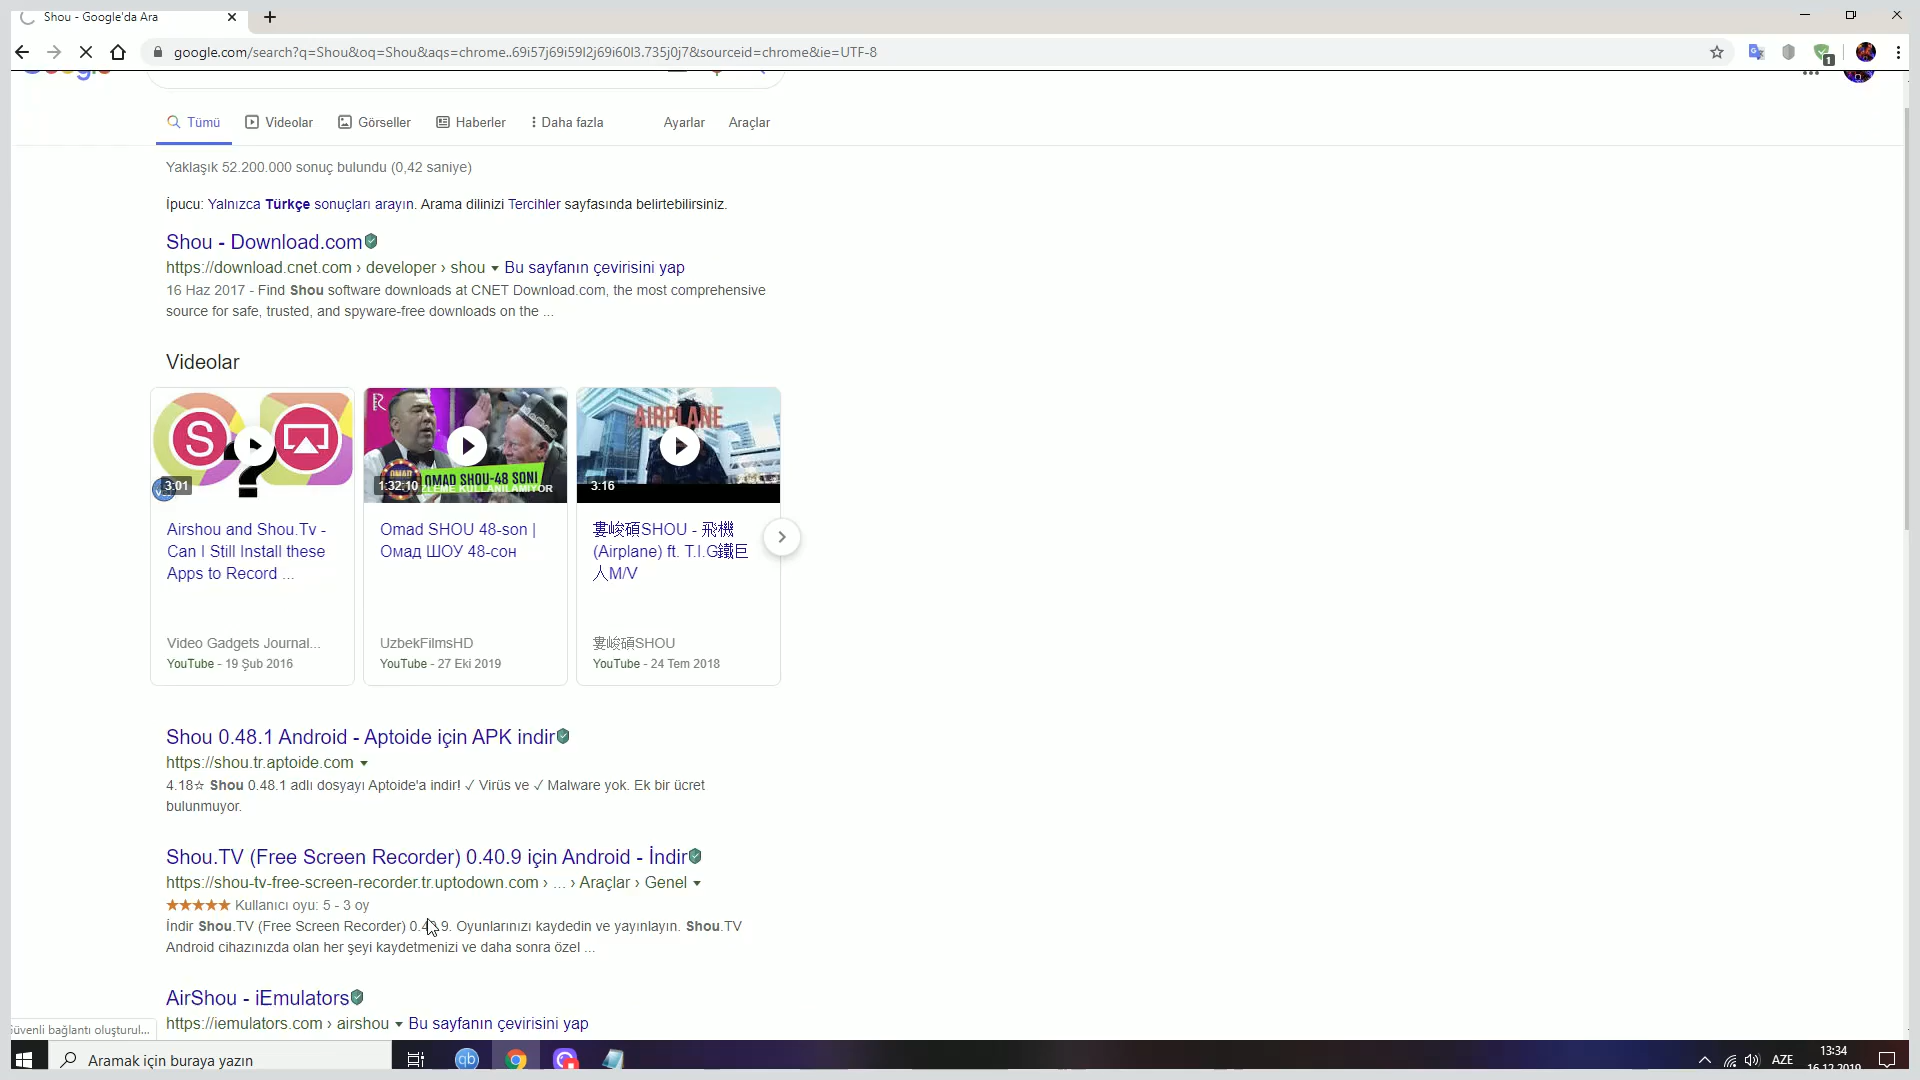 Shou - Google'da Ara
google.com/search?q=Shou&oq=Shou&aqs=chrome..69i57j69i59l2j69i60l3.735j0j7&sourceid=chrome&ie=UTF-8
1
Tümü Videolar Görseller Haberler Daha fazla Ayarlar Araçlar
Yaklaşık 52.200.000 sonuç bulundu (0,42 saniye)
İpucu: Yalnızca Türkçe sonuçları arayın. Arama dilinizi Tercihler sayfasında belirtebilirsiniz.
Shou - Download.com
https://download.cnet.com › developer › shou Bu sayfanın çevirisini yap
16 Haz 2017 - Find Shou software downloads at CNET Download.com, the most comprehensive
source for safe, trusted, and spyware-free downloads on the ...
Videolar
S ?
3:01
Airshou and Shou.Tv -
Can I Still Install these
Apps to Record ...
Video Gadgets Journal...
YouTube - 19 Şub 2016
OMAD SHOU-48 SONI
1:32:10
Omad SHOU 48-son |
Омад ШОУ 48-сон
UzbekFilmsHD
YouTube - 27 Eki 2019
AIRPLANE
3:16
婁峻碩SHOU - 飛機
(Airplane) ft. T.I.G鐵巨
人M/V
婁峻碩SHOU
YouTube - 24 Tem 2018
Shou 0.48.1 Android - Aptoide için APK indir
https://shou.tr.aptoide.com
4.18☆ Shou 0.48.1 adlı dosyayı Aptoide'a indir! ✓ Virüs ve ✓ Malware yok. Ek bir ücret
bulunmuyor.
Shou.TV (Free Screen Recorder) 0.40.9 için Android - İndir
https://shou-tv-free-screen-recorder.tr.uptodown.com › ... › Araçlar › Genel
★★★★★ Kullanıcı oyu: 5 - 3 oy
İndir Shou.TV (Free Screen Recorder) 0.40.9. Oyunlarınızı kaydedin ve yayınlayın. Shou.TV
Android cihazınızda olan her şeyi kaydetmenizi ve daha sonra özel ...
AirShou - iEmulators
https://iemulators.com › airshou Bu sayfanın çevirisini yap
bağlantı oluşturul...
Aramak için buraya yazın
qb
AZE
13:34
16.12.2019